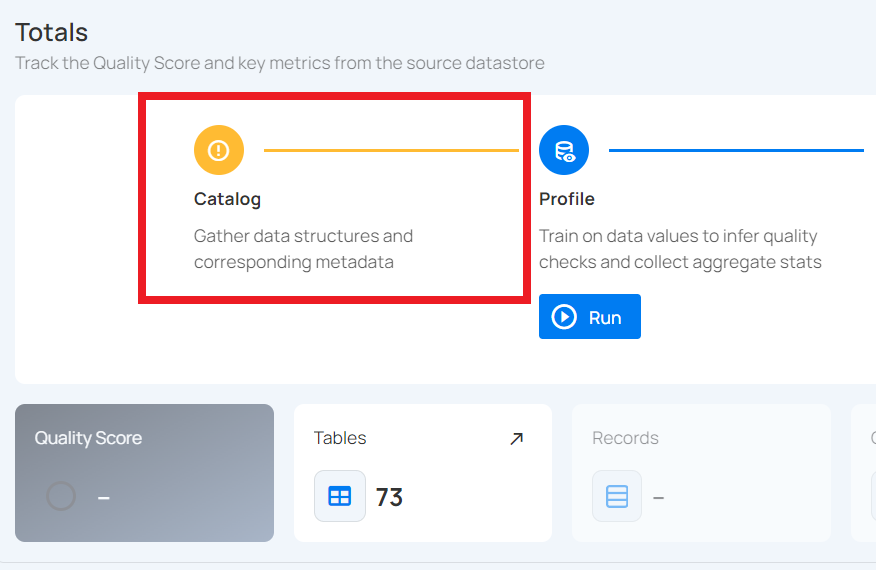 Totals
Track the Quality Score and key metrics from the source datastore
Catalog
Gather data structures and
corresponding metadata
Profile
Train on data values to infer quality
checks and collect aggregate stats
Run
Quality Score
–
Tables
73
Records
–